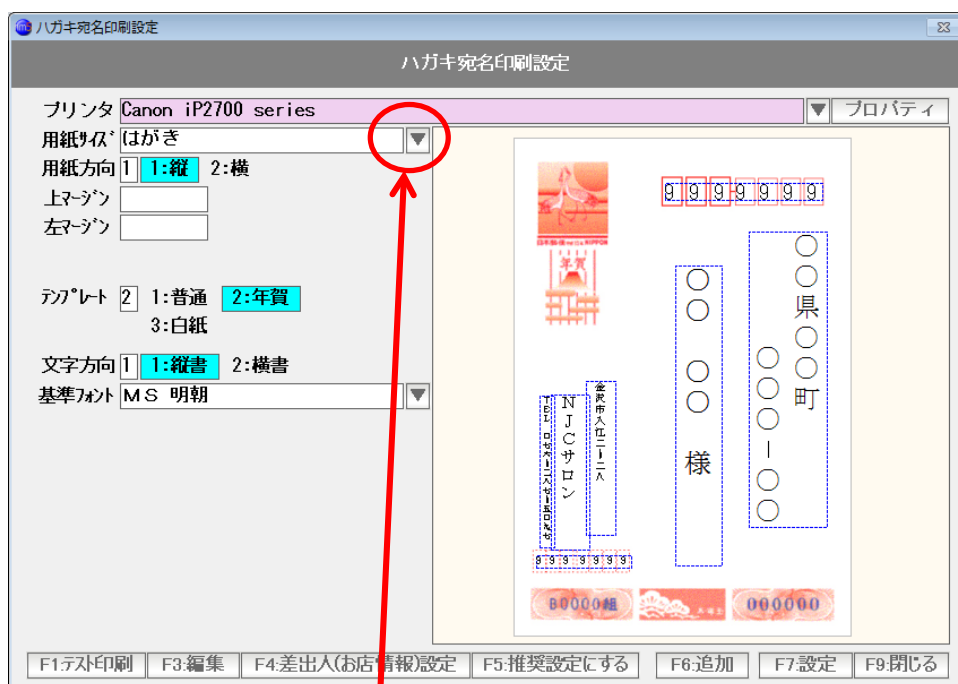 ハガキ宛名印刷設定
ハガキ宛名印刷設定
プリンタ Canon iP2700 series プロパティ
用紙ｻｲｽﾞ はがき
用紙方向 1 1:縦 2:横
上ﾏｰｼﾞﾝ
左ﾏｰｼﾞﾝ
ﾃﾝﾌﾟﾚｰﾄ 2 1:普通 2:年賀
3:白紙
文字方向 1 1:縦書 2:横書
基準ﾌｫﾝﾄ ＭＳ 明朝
9 9 9-9 9 9 9
年賀
○○県○○町
○○○－○○
○○ ○○ 様
金沢市入江二－二八
ＮＪＣサロン
9 9 9 9 9 9 9
B0000組
000000
F1:ﾃｽﾄ印刷 F3:編集 F4:差出人(お店情報)設定 F5:推奨設定にする F6:追加 F7:設定 F9:閉じる